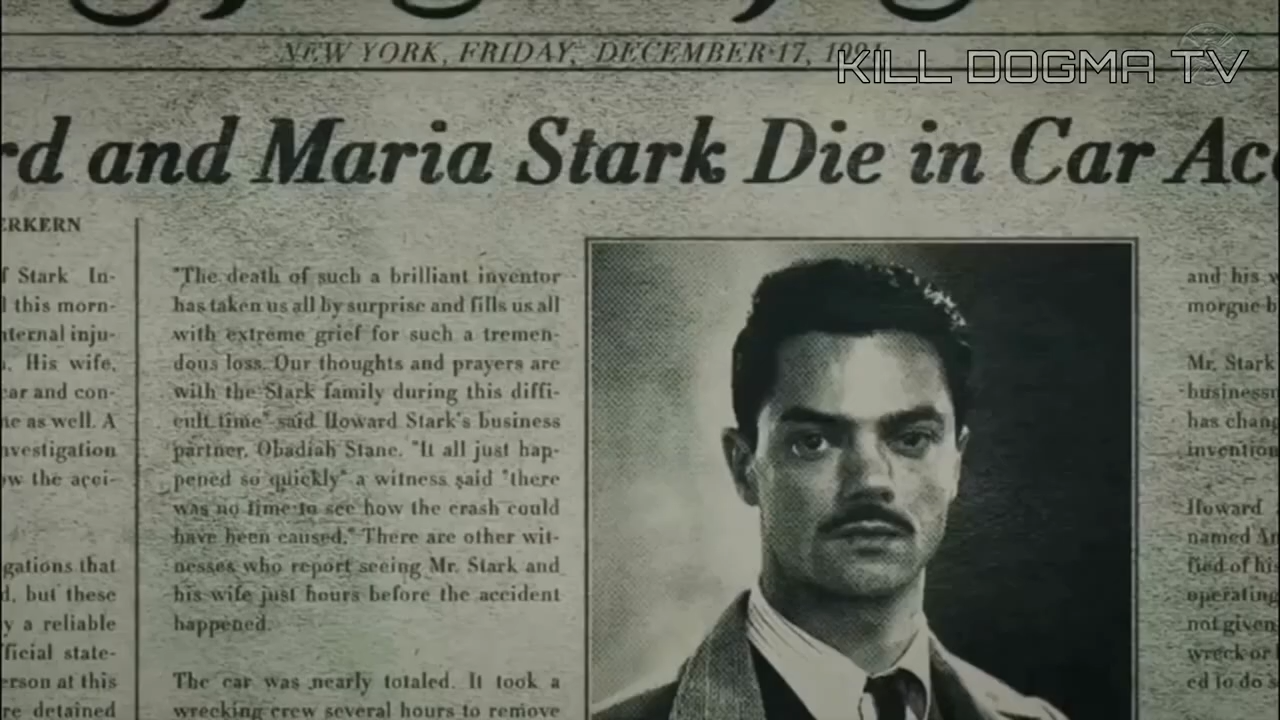 NEW YORK, FRIDAY, DECEMBER 17, 1991
KILL DOGMA TV
rd and Maria Stark Die in Car Acc
ERKERN
f Stark In-
l this morn-
nternal inju-
. His wife,
car and con-
me as well. A
nvestigation
ow the acci-
gations that
d, but these
y a reliable
fficial state-
erson at this
re detained
"The death of such a brilliant inventor
has taken us all by surprise and fills us all
with extreme grief for such a tremen-
dous loss. Our thoughts and prayers are
with the Stark family during this diffi-
cult time" said Howard Stark's business
partner, Obadiah Stane. "It all just hap-
pened so quickly" a witness said "there
was no time to see how the crash could
have been caused." There are other wit-
nesses who report seeing Mr. Stark and
his wife just hours before the accident
happened.
The car was nearly totaled. It took a
wrecking crew several hours to remove
and his w
morgue b
Mr. Stark
businessm
has chang
invention
Howard
named An
fied of his
operating
not given
wreck or
ed to do s